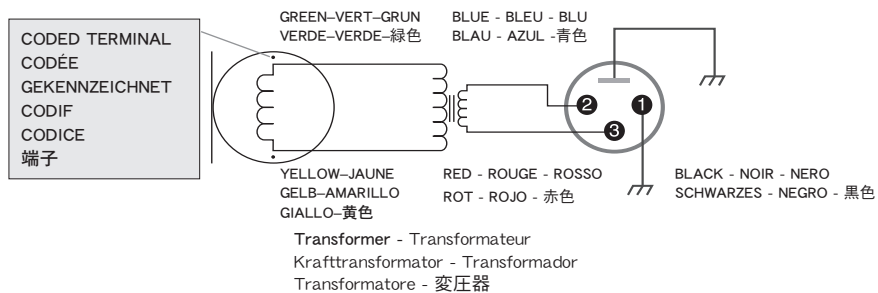 CODED TERMINAL
CODÉE
GEKENNZEICHNET
CODIF
CODICE
端子
GREEN–VERT–GRUN
VERDE–VERDE–緑色
BLUE - BLEU - BLU
BLAU - AZUL -青色
2
1
3
YELLOW–JAUNE
GELB–AMARILLO
GIALLO–黄色
RED - ROUGE - ROSSO
ROT - ROJO - 赤色
BLACK - NOIR - NERO
SCHWARZES - NEGRO - 黒色
Transformer - Transformateur
Krafttransformator - Transformador
Transformatore - 変圧器